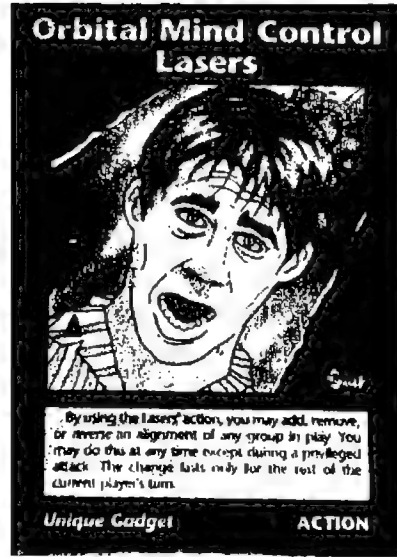 Orbital Mind Control
Lasers
By using the Lasers' action, you may add, remove,
or reverse an alignment of any group in play. You
may do this at any time except during a privileged
attack. The change lasts only for the rest of the
current player's turn.
Unique Gadget
ACTION